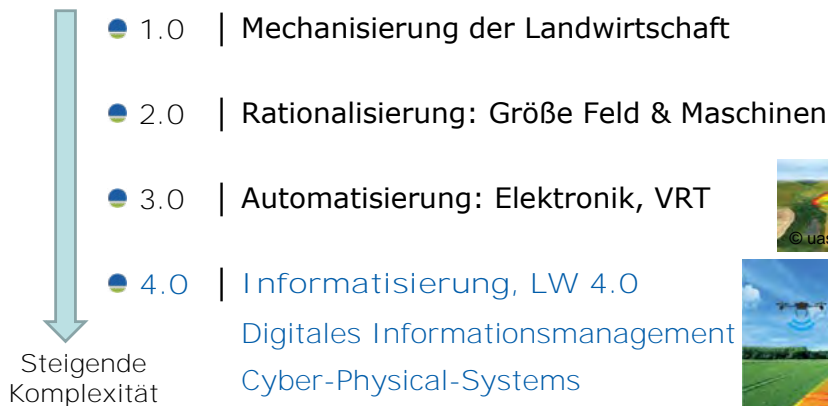 1.0 | Mechanisierung der Landwirtschaft
2.0 | Rationalisierung: Größe Feld & Maschinen
3.0 | Automatisierung: Elektronik, VRT
© uas
4.0 | Informatisierung, LW 4.0
Digitales Informationsmanagement
Cyber-Physical-Systems
Steigende
Komplexität